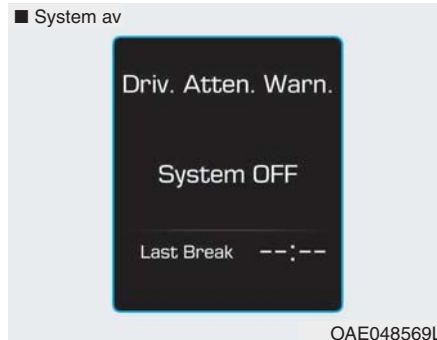 ■ System av
Driv. Atten. Warn.
System OFF
Last Break --:--
OAE048569L